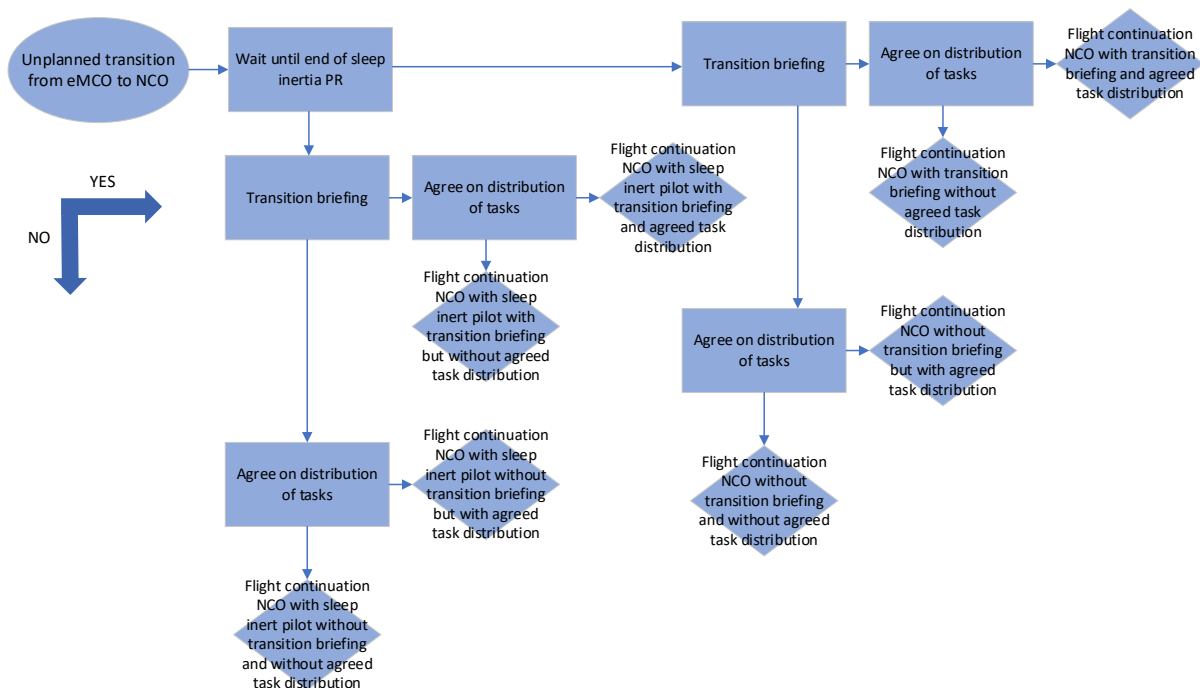 Unplanned transition
from eMCO to NCO
Wait until end of sleep
inertia PR
Transition briefing
Agree on distribution
of tasks
Flight continuation
NCO with transition
briefing and agreed
task distribution
Flight continuation
NCO with transition
briefing without
agreed task
distribution
YES
NO
Transition briefing
Agree on distribution
of tasks
Flight continuation
NCO with sleep
inert pilot with
transition briefing
and agreed task
distribution
Flight continuation
NCO with sleep
inert pilot with
transition briefing
but without agreed
task distribution
Agree on distribution
of tasks
Flight continuation
NCO without
transition briefing
but with agreed
task distribution
Flight continuation
NCO without
transition briefing
and without agreed
task distribution
Agree on distribution
of tasks
Flight continuation
NCO with sleep
inert pilot without
transition briefing
but with agreed
task distribution
Flight continuation
NCO with sleep
inert pilot without
transition briefing
and without agreed
task distribution